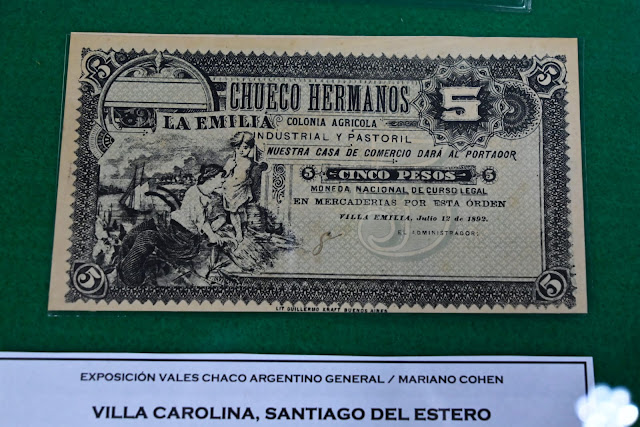 5 5
CHUECO HERMANOS 5
LA EMILIA COLONIA AGRICOLA
INDUSTRIAL Y PASTORIL
NUESTRA CASA DE COMERCIO DARÁ AL PORTADOR
5 CINCO PESOS 5
MONEDA NACIONAL DE CURSO LEGAL
EN MERCADERIAS POR ESTA ÓRDEN
VILLA EMILIA, Julio 12 de 1892.
EL ADMINISTRADOR:
5
5 5
LIT GUILLERMO KRAFT BUENOS AIRES
EXPOSICIÓN VALES CHACO ARGENTINO GENERAL / MARIANO COHEN
VILLA CAROLINA, SANTIAGO DEL ESTERO